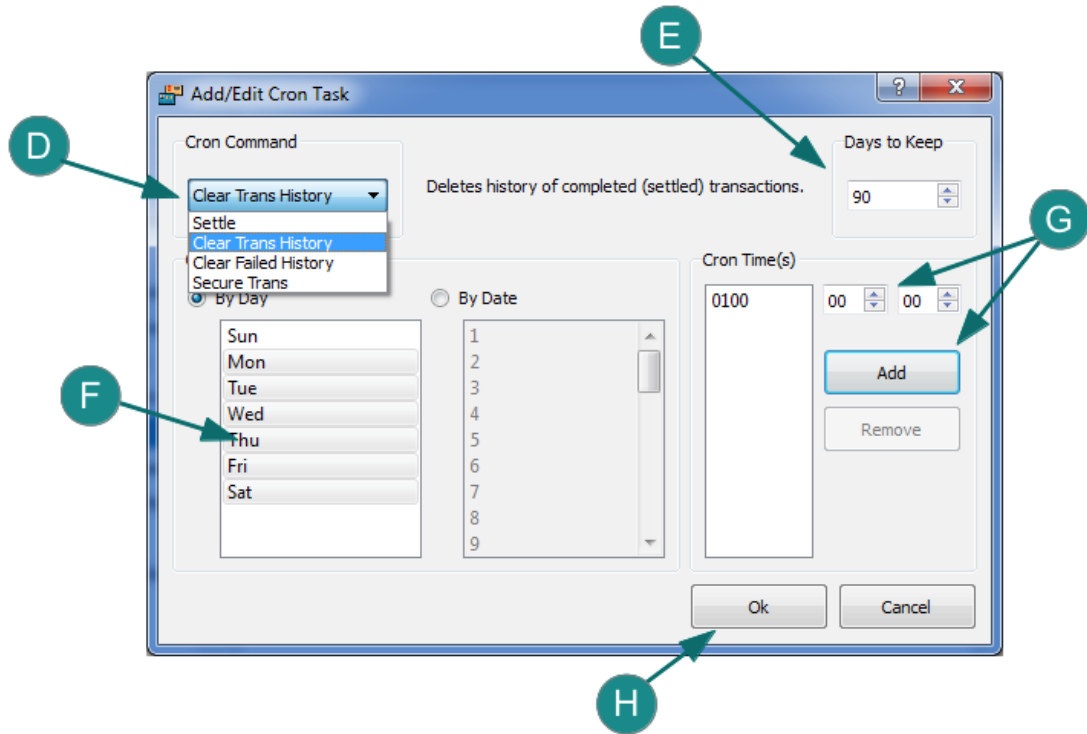 E
Add/Edit Cron Task
?
X
D
Cron Command
Days to Keep
Clear Trans History
Deletes history of completed (settled) transactions.
90
Settle
Clear Trans History
Clear Failed History
Secure Trans
G
Cron Time(s)
By Day
By Date
0100
00
00
Sun
Mon
Tue
Wed
Thu
Fri
Sat
1
2
3
4
5
6
7
8
9
Add
Remove
F
Ok
Cancel
H